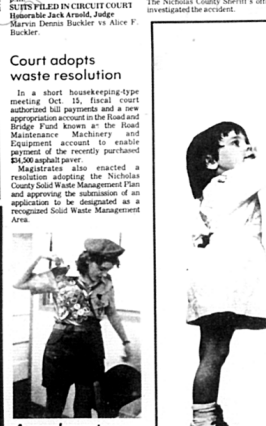 SUITS FILED IN CIRCUIT COURT
Honorable Jack Arnold, Judge
Marvin Dennis Buckler vs Alice F.
Buckler.
The Nicholas County Sheriff's
investigated the accident.
Court adopts
waste resolution
In a short housekeeping-type
meeting Oct. 15, fiscal court
authorized bill payments and a new
appropriation account in the Road and
Bridge Fund known as the Road
Maintenance Machinery and
Equipment account to enable
payment of the recently purchased
$34,500 asphalt paver.
Magistrates also enacted a
resolution adopting the Nicholas
County Solid Waste Management Plan
and approving the submission of an
application to be designated as a
recognized Solid Waste Management
Area.